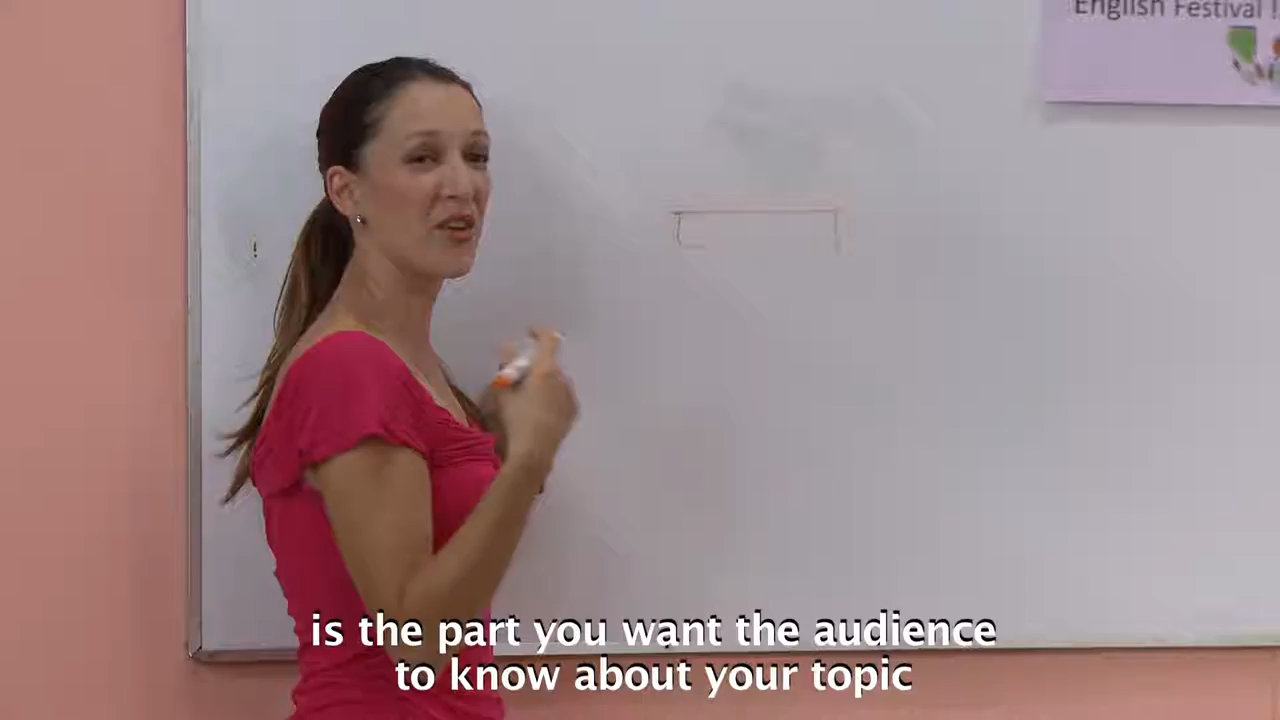 English Festival !
is the part you want the audience
to know about your topic